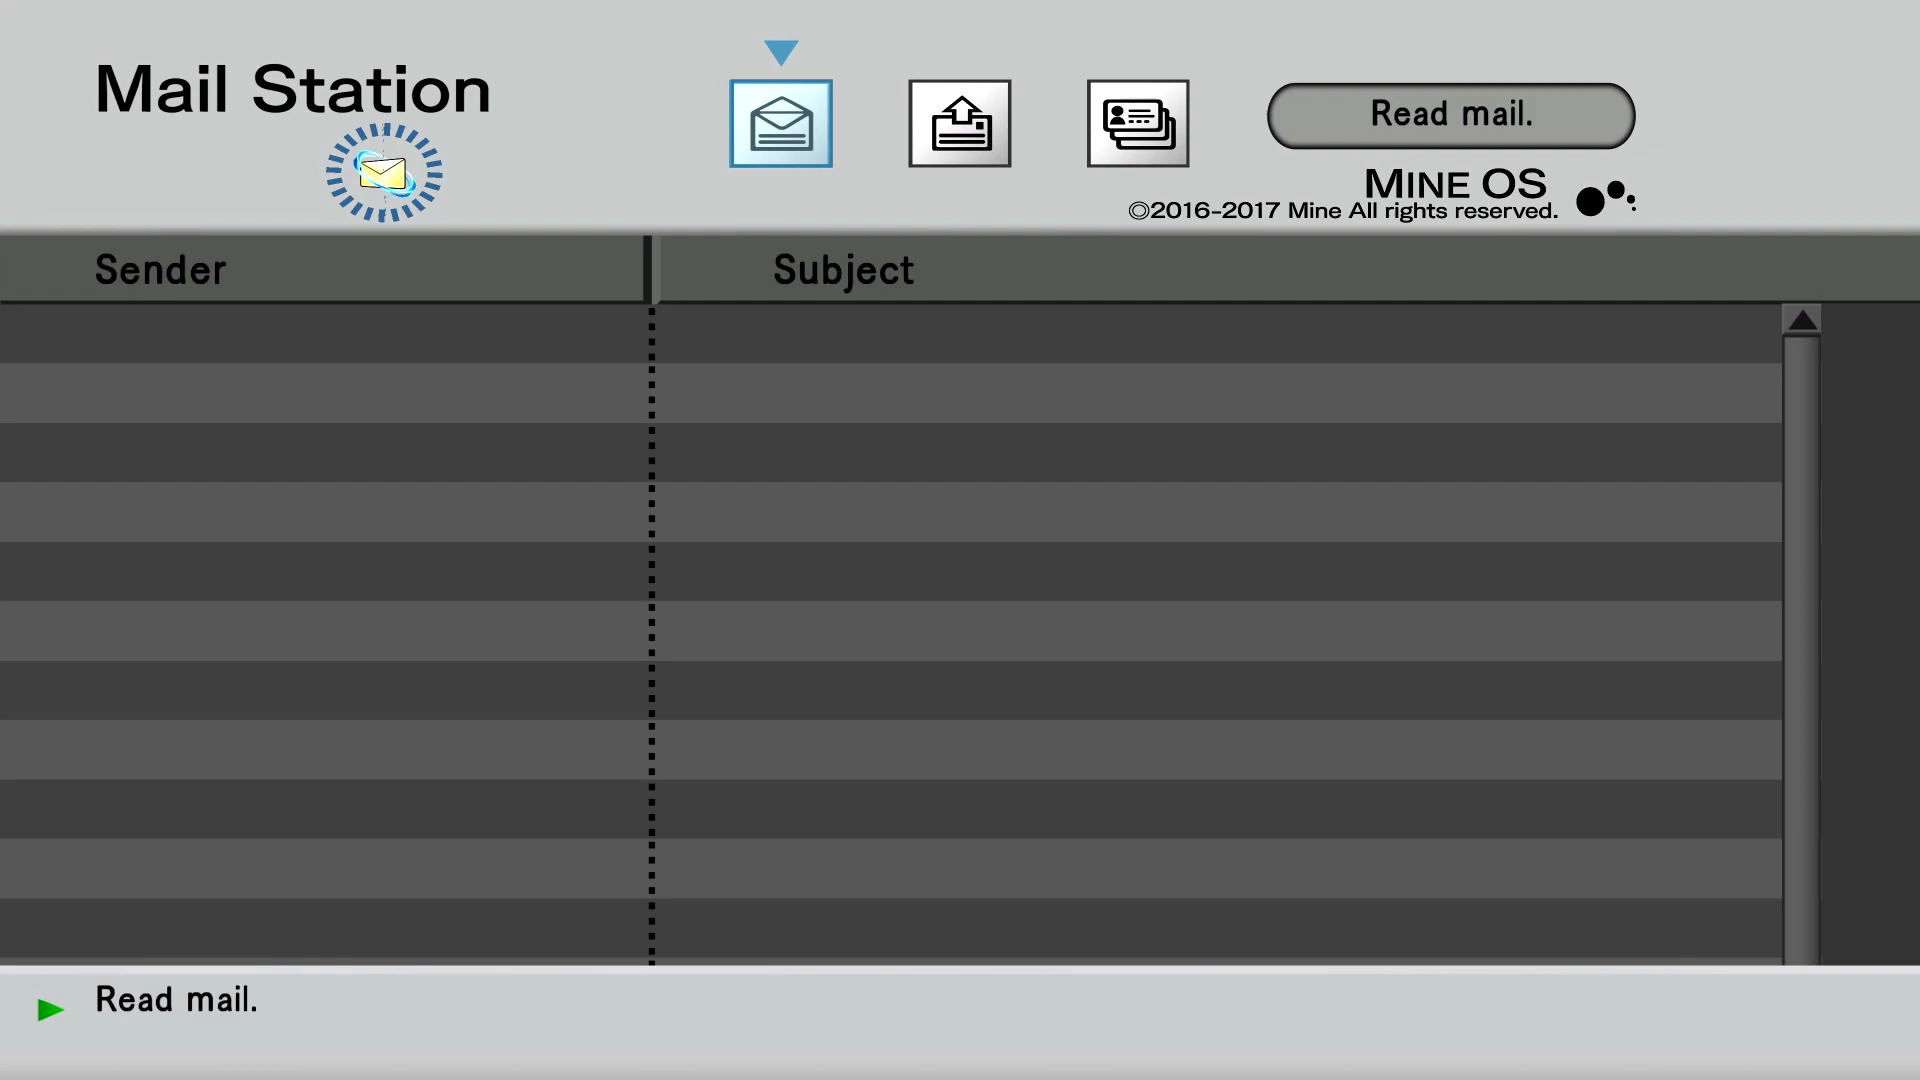 Mail Station
Read mail.
MINE OS
©2016-2017 Mine All rights reserved.
Sender
Subject
Read mail.